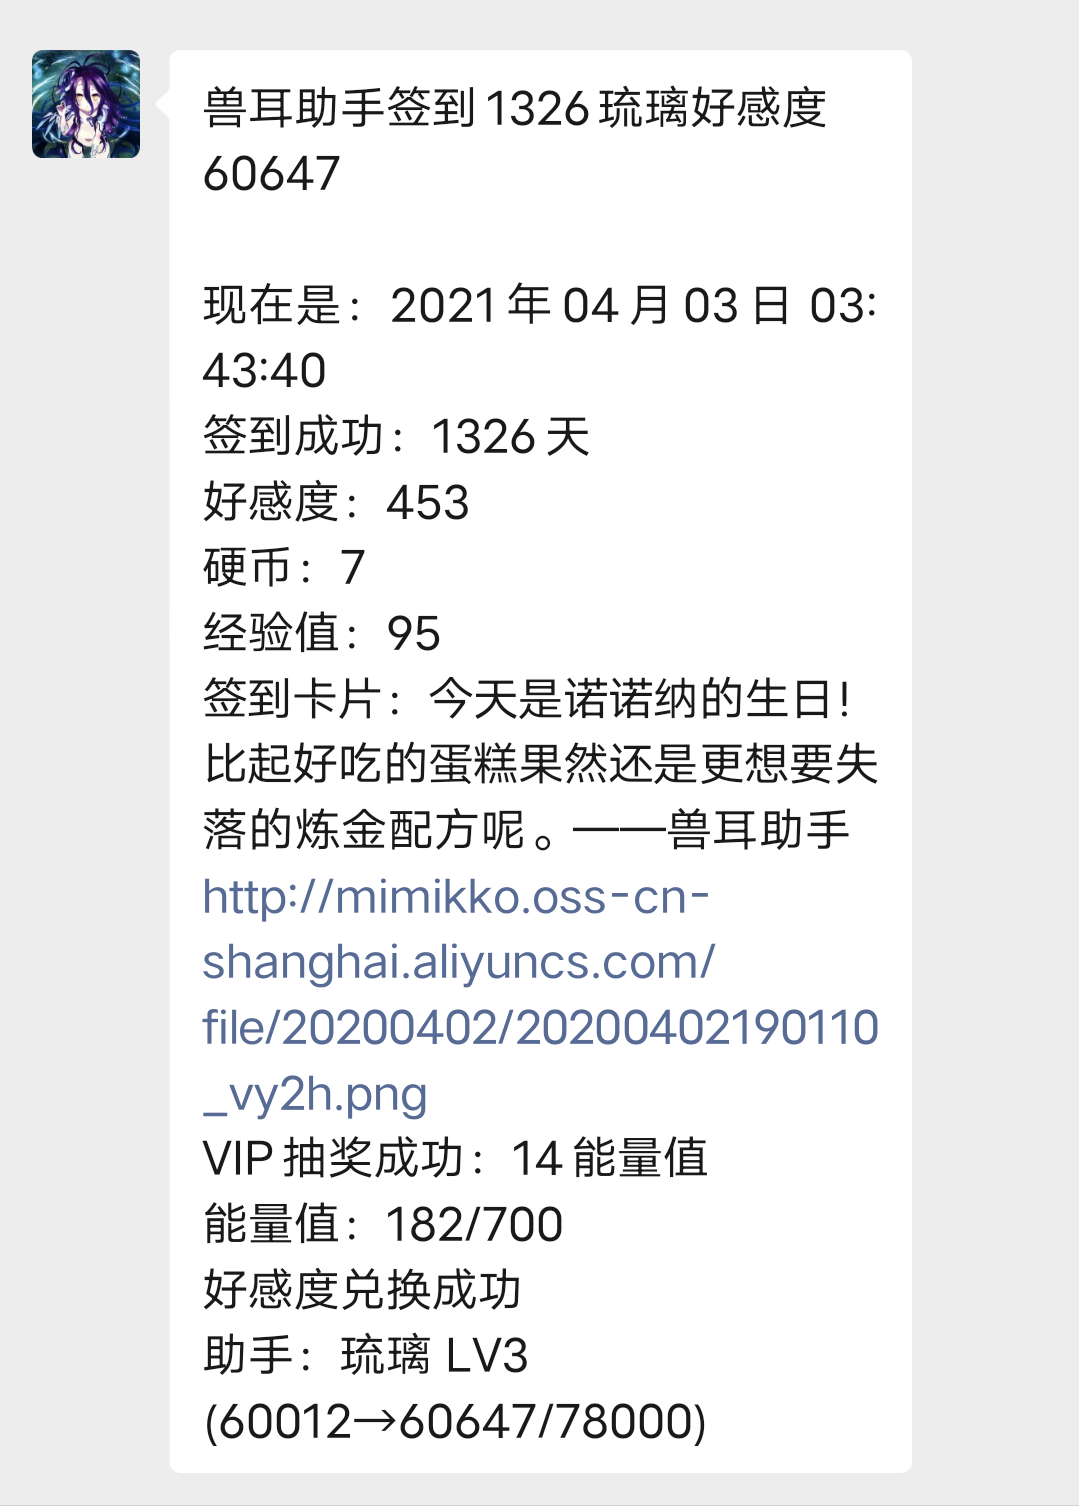 兽耳助手签到 1326 琉璃好感度
60647
现在是：2021 年 04 月 03 日 03:
43:40
签到成功：1326 天
好感度：453
硬币：7
经验值：95
签到卡片：今天是诺诺纳的生日！
比起好吃的蛋糕果然还是更想要失
落的炼金配方呢。——兽耳助手
http://mimikko.oss-cn-
shanghai.aliyuncs.com/
file/20200402/20200402190110
_vy2h.png
VIP 抽奖成功：14 能量值
能量值：182/700
好感度兑换成功
助手：琉璃 LV3
(60012→60647/78000)